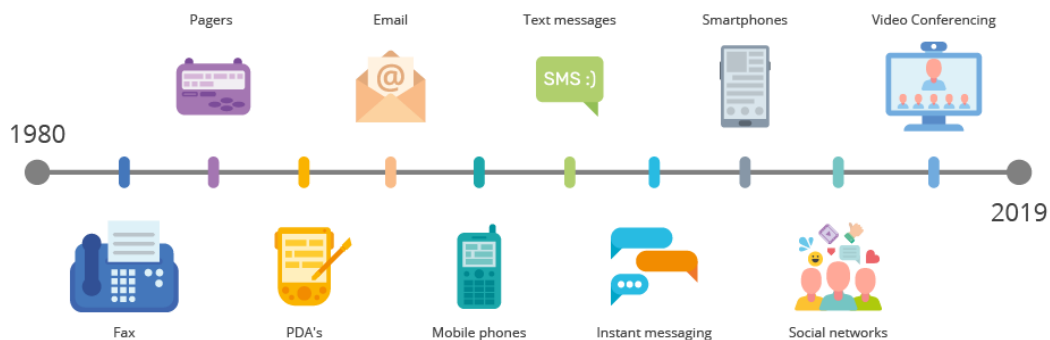 Pagers
Email
Text messages
Smartphones
Video Conferencing
@
SMS :)
1980
2019
Fax
PDA's
Mobile phones
Instant messaging
Social networks